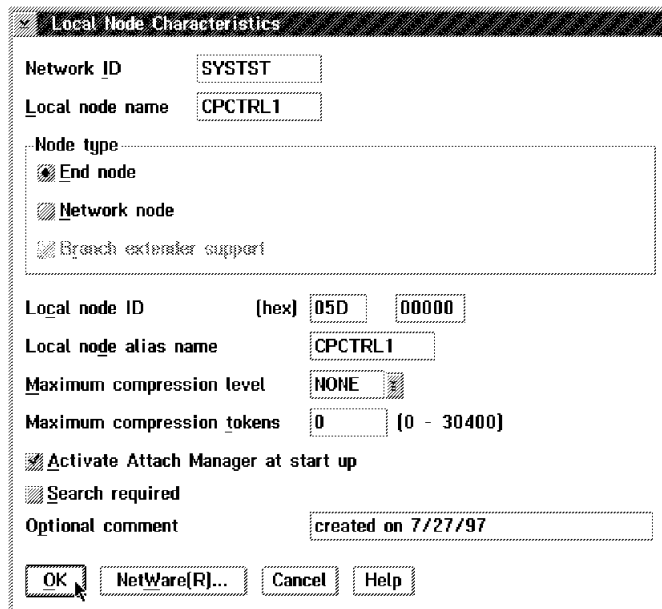 Local Node Characteristics
Network ID SYSTST
Local node name CPCTRL1
Node type
End node
Network node
Branch extender support
Local node ID (hex) 05D 00000
Local node alias name CPCTRL1
Maximum compression level NONE
Maximum compression tokens 0 (0 - 30400)
Activate Attach Manager at start up
Search required
Optional comment created on 7/27/97
OK NetWare(R)... Cancel Help